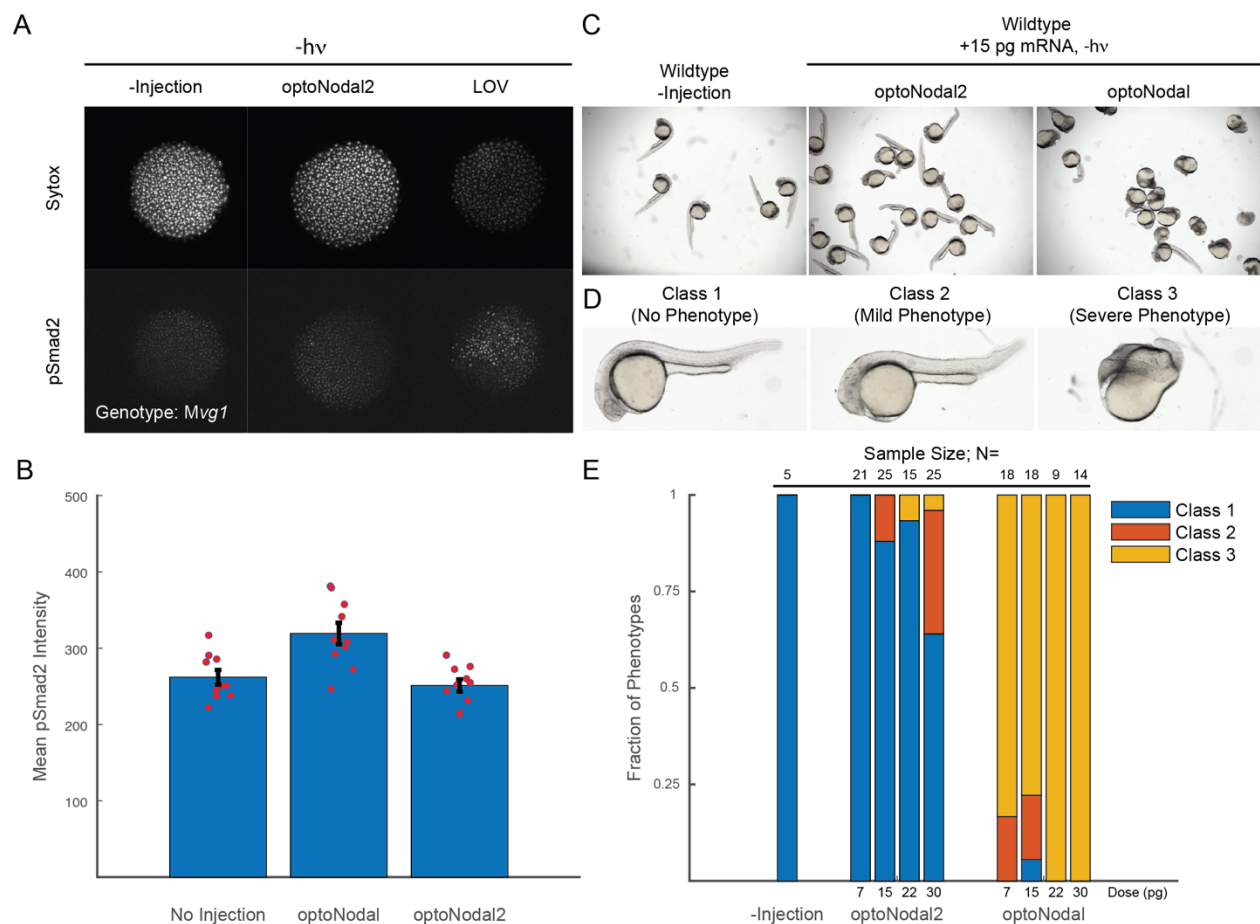 A
-hν
-Injection optoNodal2 LOV
Sytox
pSmad2
Genotype: Mvg1
B
500
400
300
200
100
Mean pSmad2 Intensity
No Injection optoNodal optoNodal2
C
Wildtype
+15 pg mRNA, -hν
Wildtype
-Injection
optoNodal2 optoNodal
D
Class 1
(No Phenotype)
Class 2
(Mild Phenotype)
Class 3
(Severe Phenotype)
E
Sample Size; N=
5 21 25 15 25 18 18 9 14
1
0.75
0.5
0.25
Fraction of Phenotypes
Class 1
Class 2
Class 3
7 15 22 30 7 15 22 30 Dose (pg)
-Injection optoNodal2 optoNodal